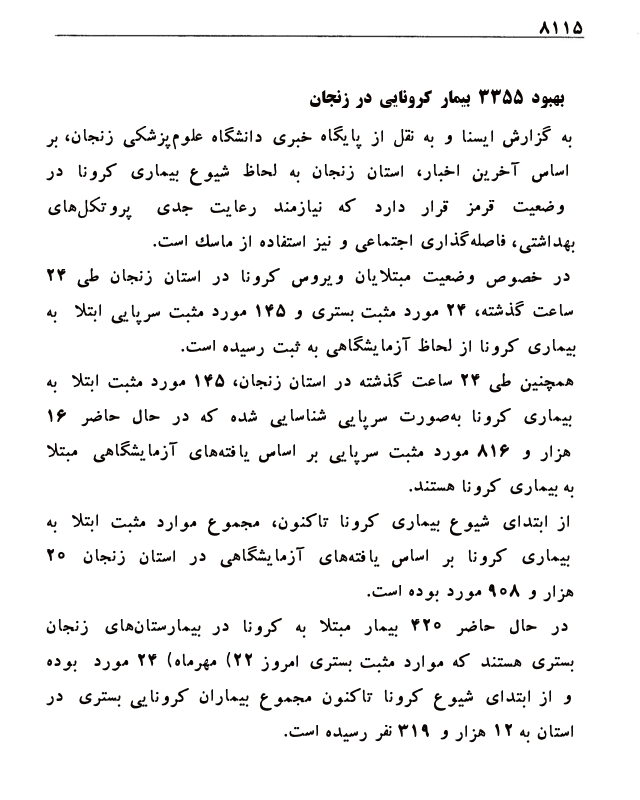 ۸۱۱۵
بهبود ۳۳۵۵ بیمار کرونایی در زنجان
به گزارش ایسنا و به نقل از پایگاه خبری دانشگاه علوم‌پزشکی زنجان، بر
اساس آخرین اخبار، استان زنجان به لحاظ شیوع بیماری کرونا در
وضعیت قرمز قرار دارد که نیازمند رعایت جدی پروتکل‌های
بهداشتی، فاصله‌گذاری اجتماعی و نیز استفاده از ماسك است.
در خصوص وضعیت مبتلایان ویروس کرونا در استان زنجان طی ۲۴
ساعت گذشته، ۲۴ مورد مثبت بستری و ۱۴۵ مورد مثبت سرپایی ابتلا به
بیماری کرونا از لحاظ آزمایشگاهی به ثبت رسیده است.
همچنین طی ۲۴ ساعت گذشته در استان زنجان، ۱۴۵ مورد مثبت ابتلا به
بیماری کرونا به‌صورت سرپایی شناسایی شده که در حال حاضر ۱۶
هزار و ۸۱۶ مورد مثبت سرپایی بر اساس یافته‌های آزمایشگاهی مبتلا
به بیماری کرونا هستند.
از ابتدای شیوع بیماری کرونا تاکنون، مجموع موارد مثبت ابتلا به
بیماری کرونا بر اساس یافته‌های آزمایشگاهی در استان زنجان ۲۰
هزار و ۹۰۸ مورد بوده است.
در حال حاضر ۴۲۰ بیمار مبتلا به کرونا در بیمارستان‌های زنجان
بستری هستند که موارد مثبت بستری امروز ۲۲) مهرماه) ۲۴ مورد بوده
و از ابتدای شیوع کرونا تاکنون مجموع بیماران کرونایی بستری در
استان به ۱۲ هزار و ۳۱۹ نفر رسیده است.